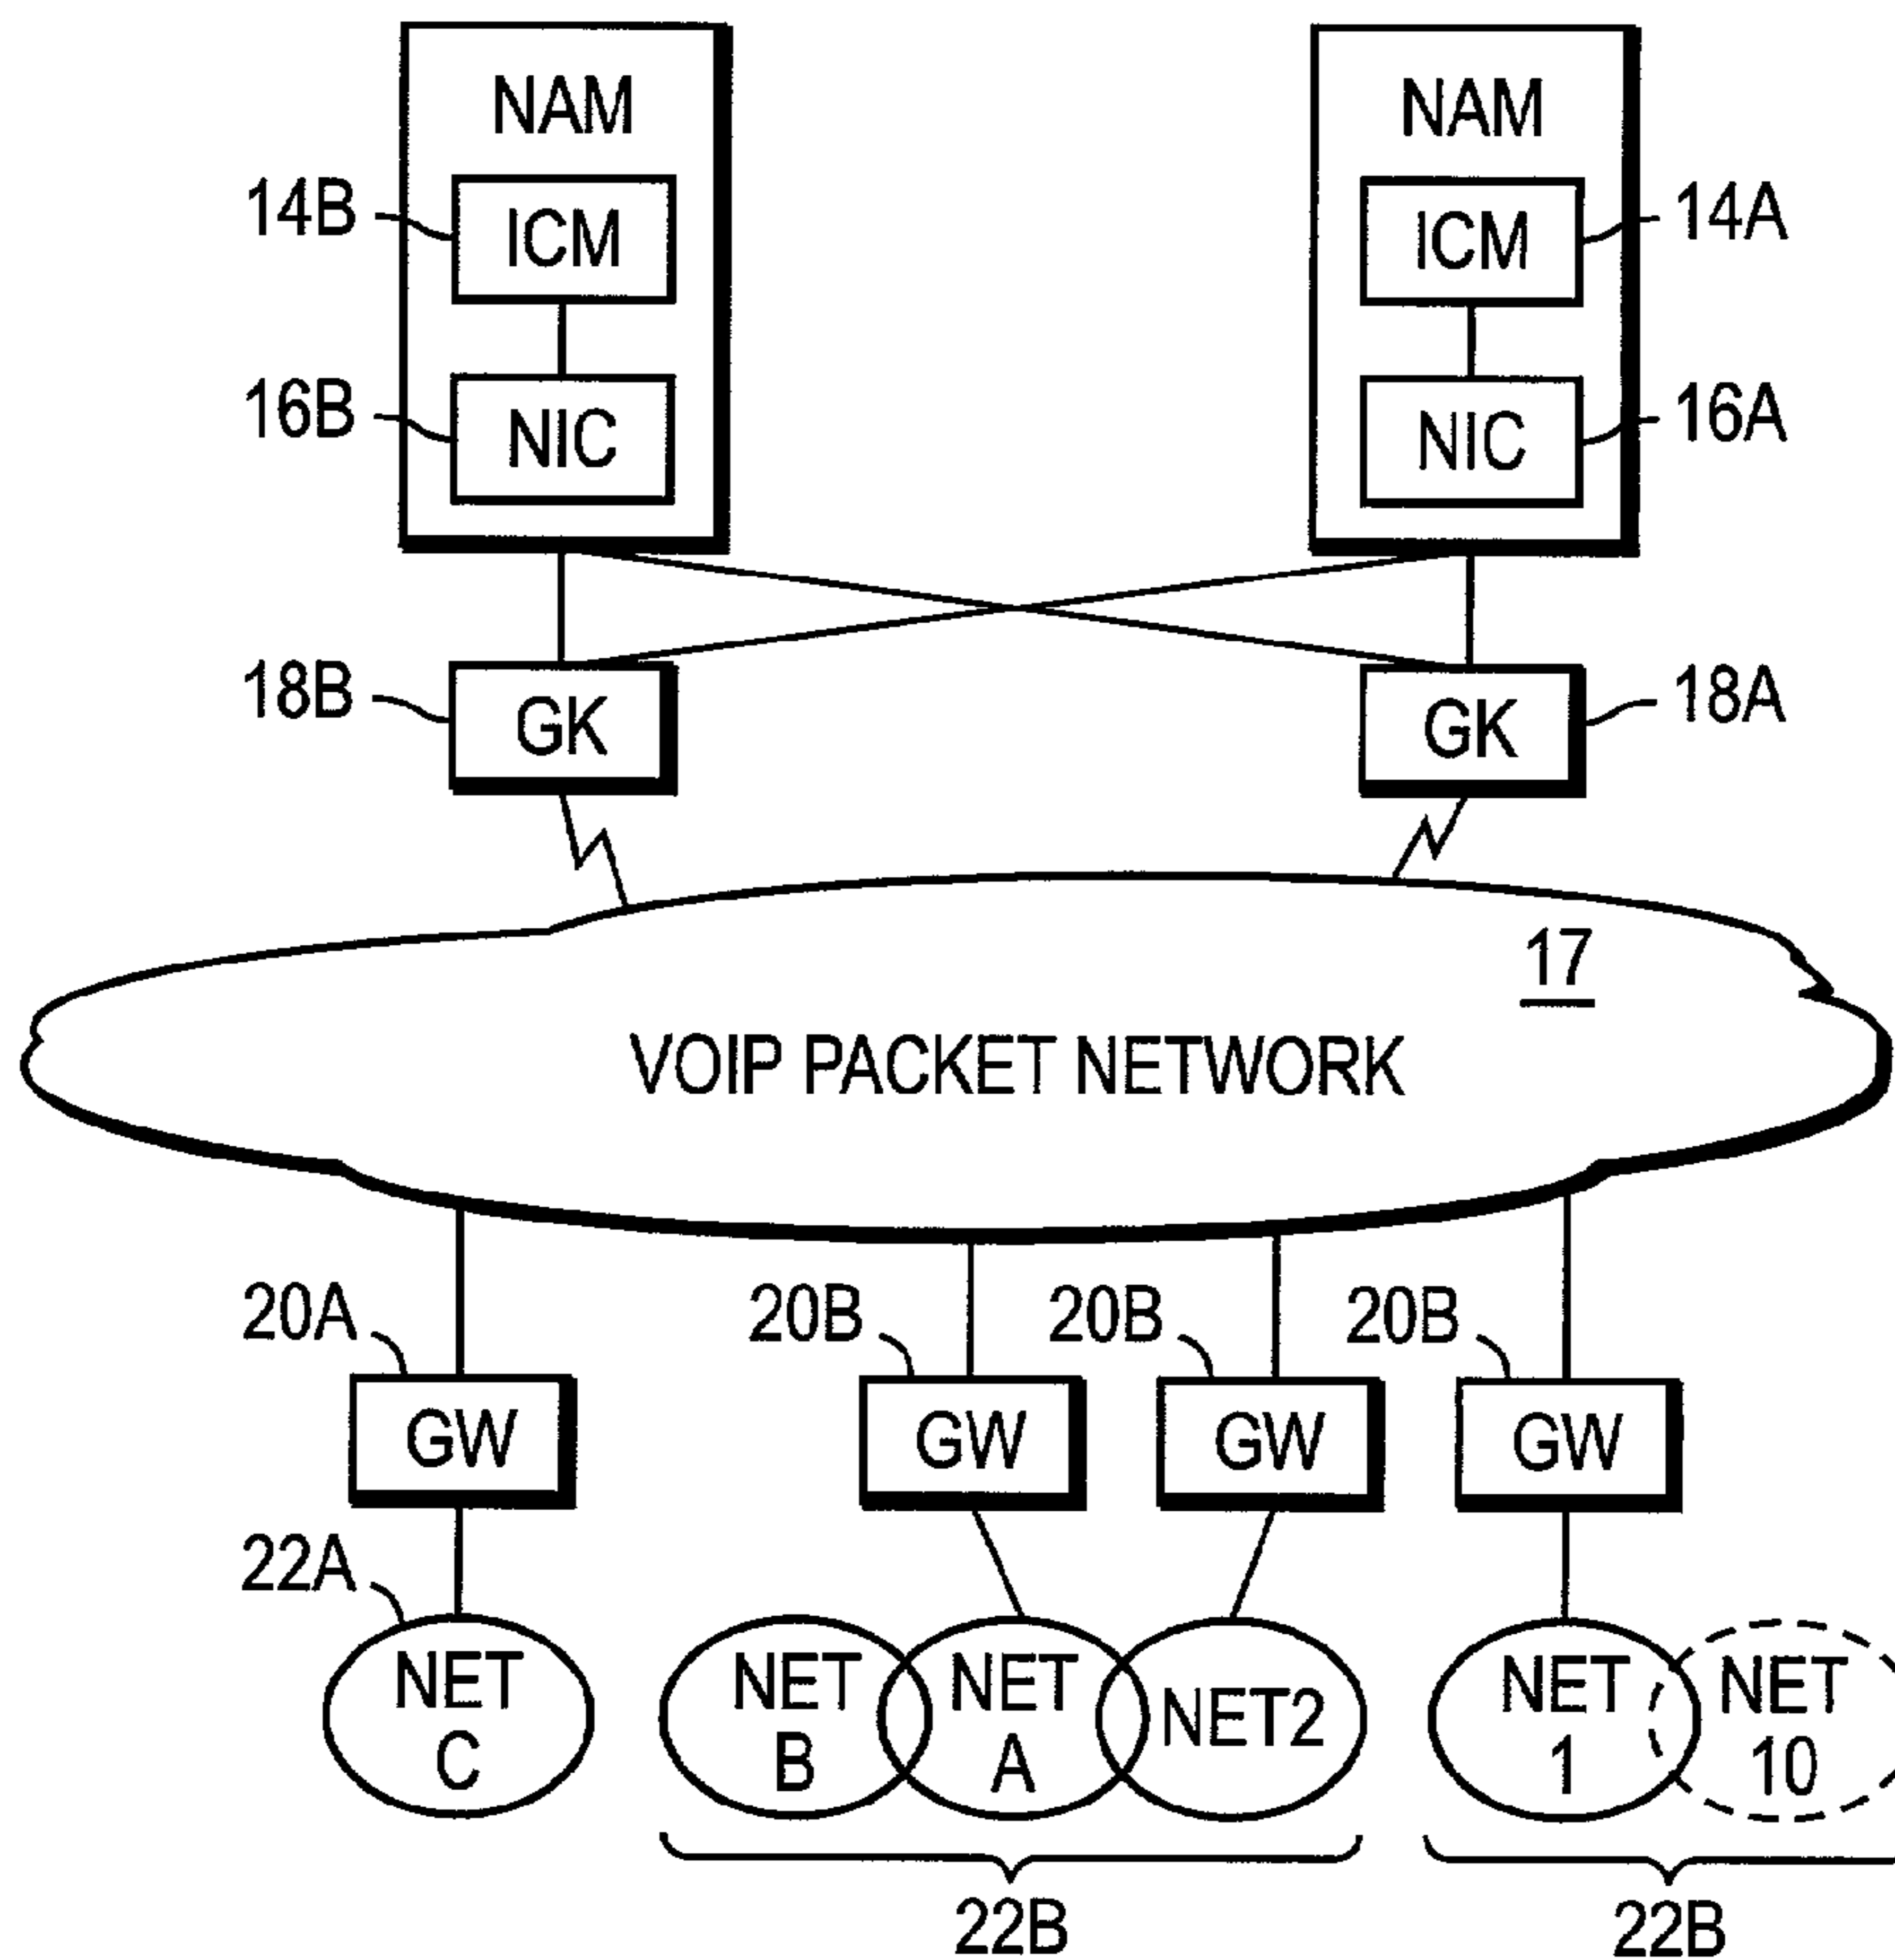 NAM
NAM
14B
ICM
ICM
14A
16B
NIC
NIC
16A
18B
GK
GK
18A
17
VOIP PACKET NETWORK
20A
20B
20B
20B
GW
GW
GW
GW
22A
NET
C
NET
B
NET
A
NET2
NET
1
NET
10
22B
22B